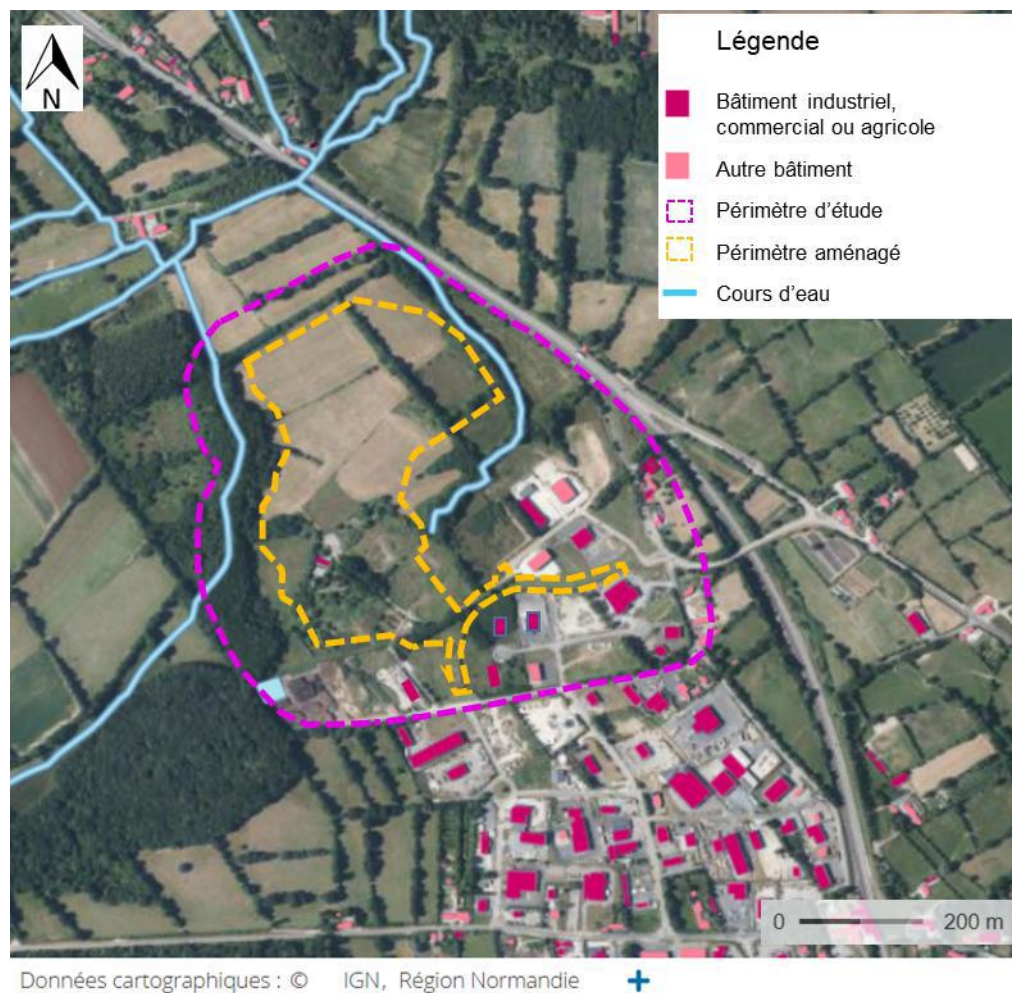 N
Légende
Bâtiment industriel,
commercial ou agricole
Autre bâtiment
Périmètre d'étude
Périmètre aménagé
Cours d'eau
0 200 m
Données cartographiques : © IGN, Région Normandie +